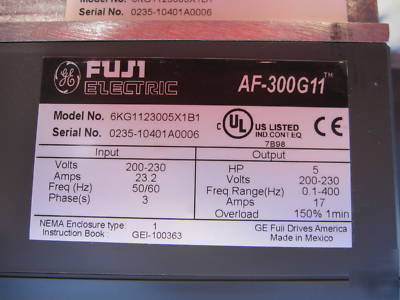 6KG1123005X1B1
Serial No. 0235-10401A0006
GE FUJI ELECTRIC AF-300G11™
Model No. 6KG1123005X1B1
Serial No. 0235-10401A0006
C UL US LISTED
IND CONT EQ
7B98
Input Output
Volts 200-230 HP 5
Amps 23.2 Volts 200-230
Freq (Hz) 50/60 Freq Range(Hz) 0.1-400
Phase(s) 3 Amps 17
Overload 150% 1min
NEMA Enclosure type: 1 GE Fuji Drives America
Instruction Book : GEI-100363 Made in Mexico